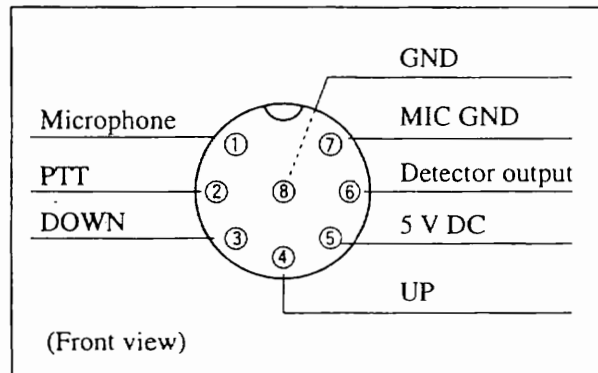 GND
Microphone
MIC GND
① ⑦
PTT
Detector output
② ⑧ ⑥
DOWN
5 V DC
③ ⑤
④
UP
(Front view)